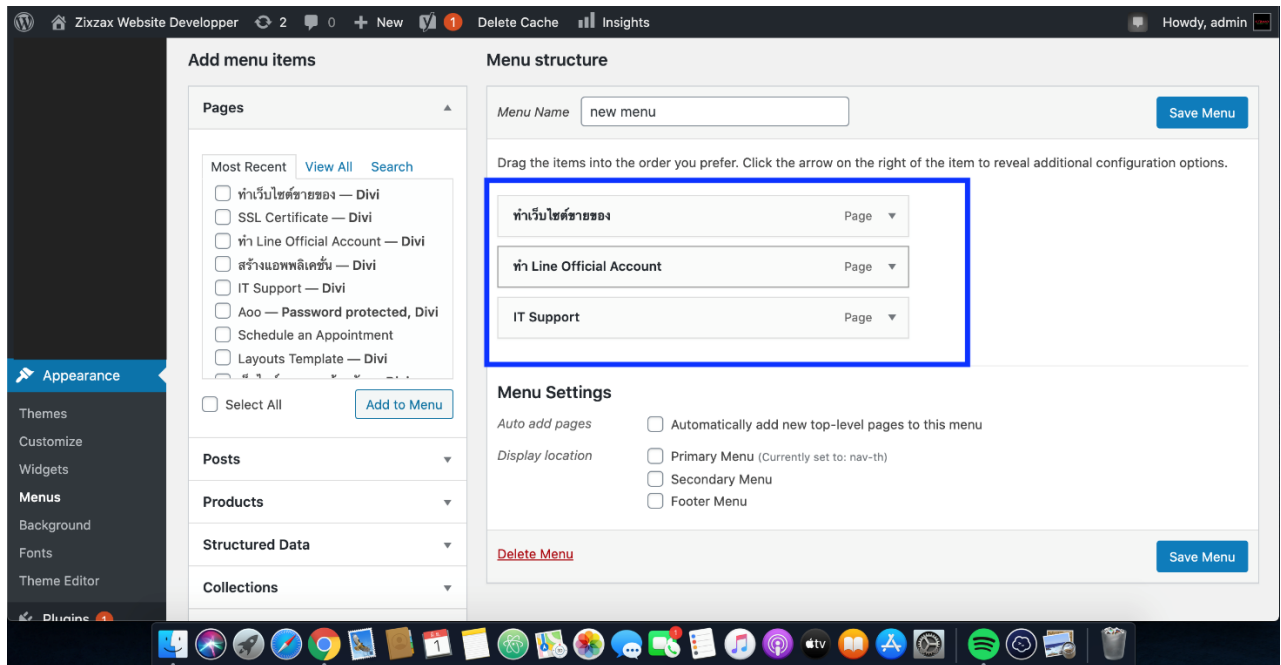 Zixzax Website Developper 2 0 New 1 Delete Cache Insights Howdy, admin
Add menu items
Menu structure
Pages
Menu Name new menu Save Menu
Drag the items into the order you prefer. Click the arrow on the right of the item to reveal additional configuration options.
Most Recent View All Search
ทำเว็บไซต์ขายของ — Divi
SSL Certificate — Divi
ทำ Line Official Account — Divi
สร้างแอพพลิเคชั่น — Divi
IT Support — Divi
Aoo — Password protected, Divi
Schedule an Appointment
Layouts Template — Divi
Select All Add to Menu
ทำเว็บไซต์ขายของ Page
ทำ Line Official Account Page
IT Support Page
Menu Settings
Auto add pages Automatically add new top-level pages to this menu
Display location Primary Menu (Currently set to: nav-th)
Secondary Menu
Footer Menu
Delete Menu Save Menu
Posts
Products
Structured Data
Collections
Appearance
Themes
Customize
Widgets
Menus
Background
Fonts
Theme Editor
Plugins 1
1
tv